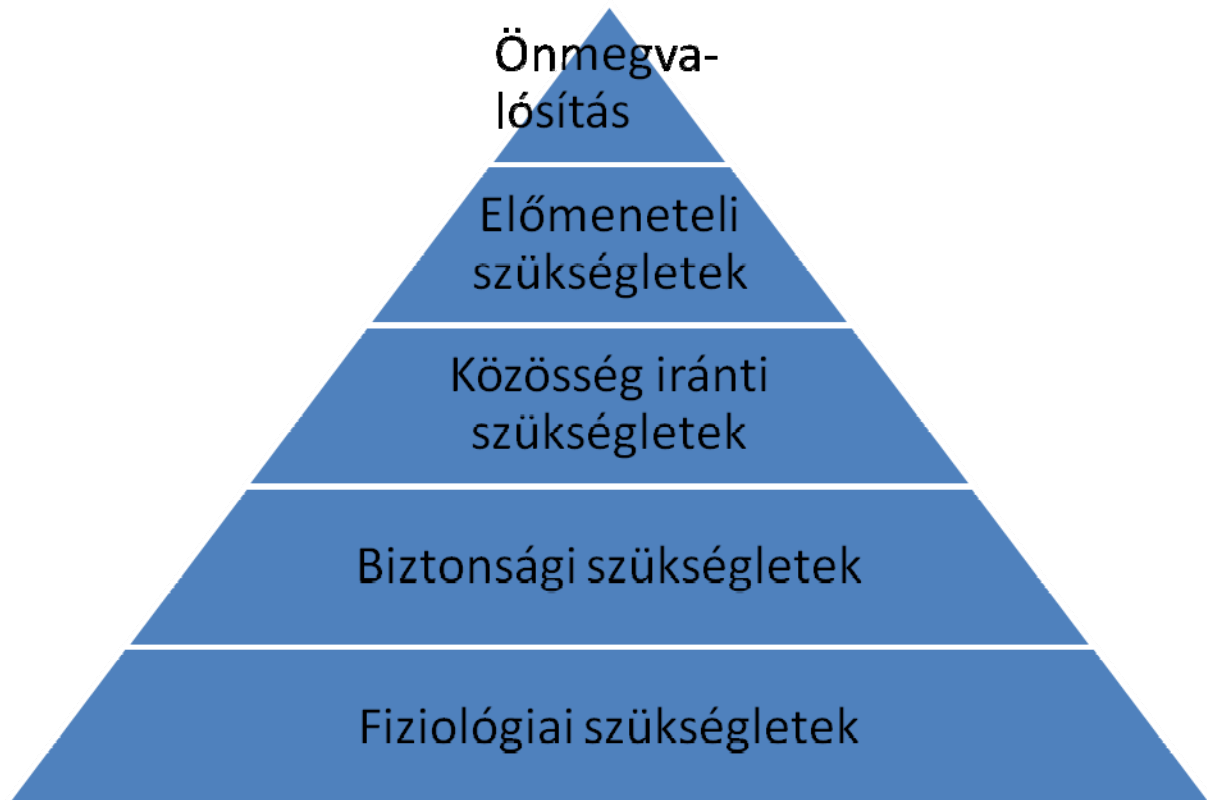 Önmegva-
lósítás
Előmeneteli
szükségletek
Közösség iránti
szükségletek
Biztonsági szükségletek
Fiziológiai szükségletek